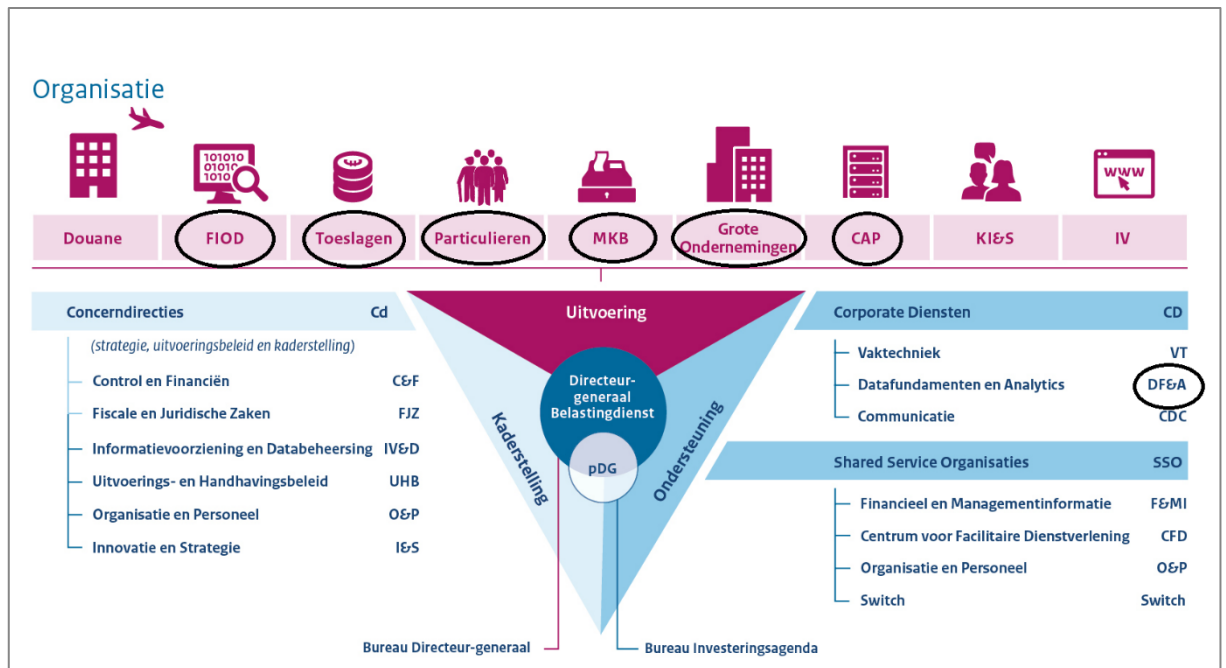 Organisatie
101010
01010
1010
www
Douane
FIOD
Toeslagen
Particulieren
MKB
Grote
Ondernemingen
CAP
KI&S
IV
Concerndirecties Cd
(strategie, uitvoeringsbeleid en kaderstelling)
Control en Financiën C&F
Fiscale en Juridische Zaken FJZ
Informatievoorziening en Databeheersing IV&D
Uitvoerings- en Handhavingsbeleid UHB
Organisatie en Personeel O&P
Innovatie en Strategie I&S
Uitvoering
Directeur-
generaal
Belastingdienst
pDG
Kaderstelling
Ondersteuning
Corporate Diensten CD
Vaktechniek VT
Datafundamenten en Analytics DF&A
Communicatie CDC
Shared Service Organisaties SSO
Financieel en Managementinformatie F&MI
Centrum voor Facilitaire Dienstverlening CFD
Organisatie en Personeel O&P
Switch Switch
Bureau Directeur-generaal
Bureau Investeringsagenda